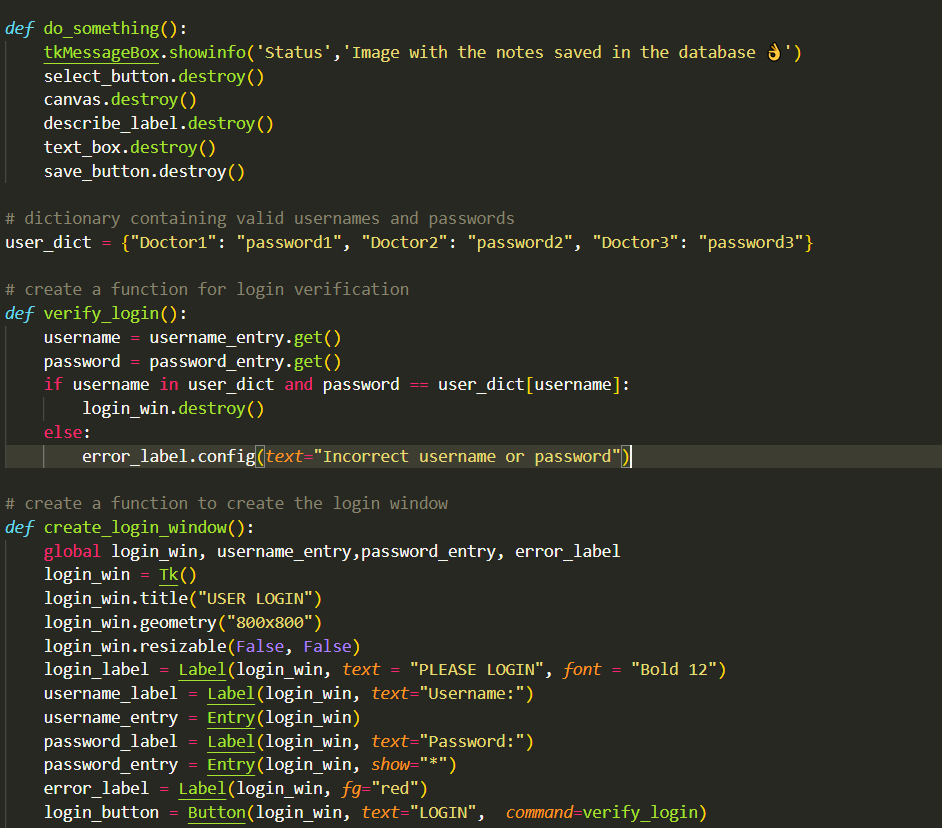 def do_something():
    tkMessageBox.showinfo('Status','Image with the notes saved in the database 👌')
    select_button.destroy()
    canvas.destroy()
    describe_label.destroy()
    text_box.destroy()
    save_button.destroy()

# dictionary containing valid usernames and passwords
user_dict = {"Doctor1": "password1", "Doctor2": "password2", "Doctor3": "password3"}

# create a function for login verification
def verify_login():
    username = username_entry.get()
    password = password_entry.get()
    if username in user_dict and password == user_dict[username]:
        login_win.destroy()
    else:
        error_label.config(text="Incorrect username or password")

# create a function to create the login window
def create_login_window():
    global login_win, username_entry,password_entry, error_label
    login_win = Tk()
    login_win.title("USER LOGIN")
    login_win.geometry("800x800")
    login_win.resizable(False, False)
    login_label = Label(login_win, text = "PLEASE LOGIN", font = "Bold 12")
    username_label = Label(login_win, text="Username:")
    username_entry = Entry(login_win)
    password_label = Label(login_win, text="Password:")
    password_entry = Entry(login_win, show="*")
    error_label = Label(login_win, fg="red")
    login_button = Button(login_win, text="LOGIN",  command=verify_login)